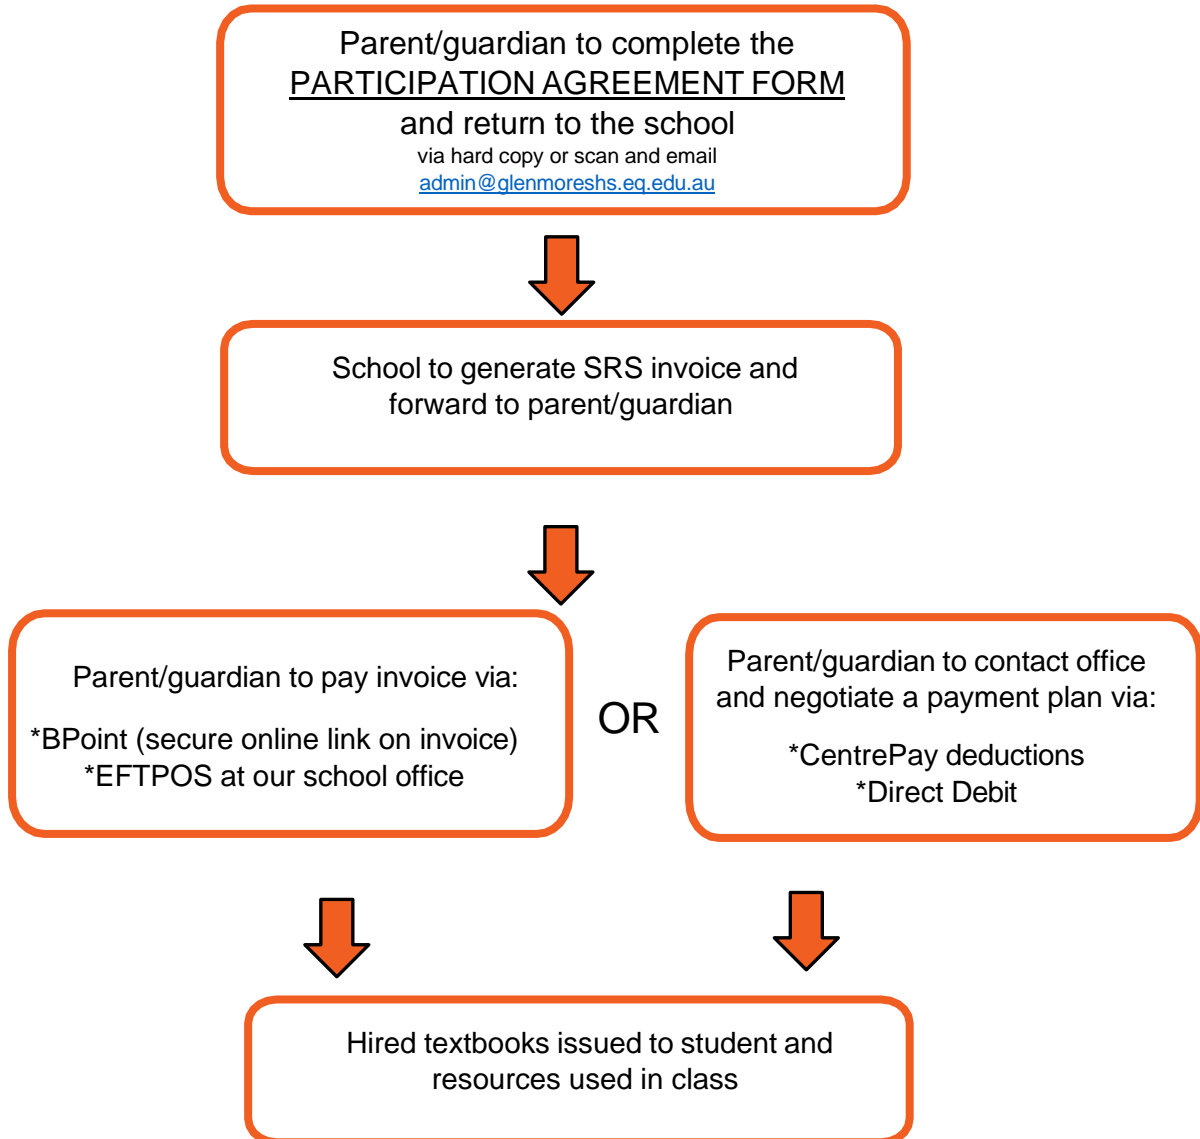 Parent/guardian to complete the
PARTICIPATION AGREEMENT FORM
and return to the school
via hard copy or scan and email
admin@glenmoreshs.eq.edu.au
School to generate SRS invoice and
forward to parent/guardian
Parent/guardian to pay invoice via:
*BPoint (secure online link on invoice)
*EFTPOS at our school office
OR
Parent/guardian to contact office
and negotiate a payment plan via:
*CentrePay deductions
*Direct Debit
Hired textbooks issued to student and
resources used in class